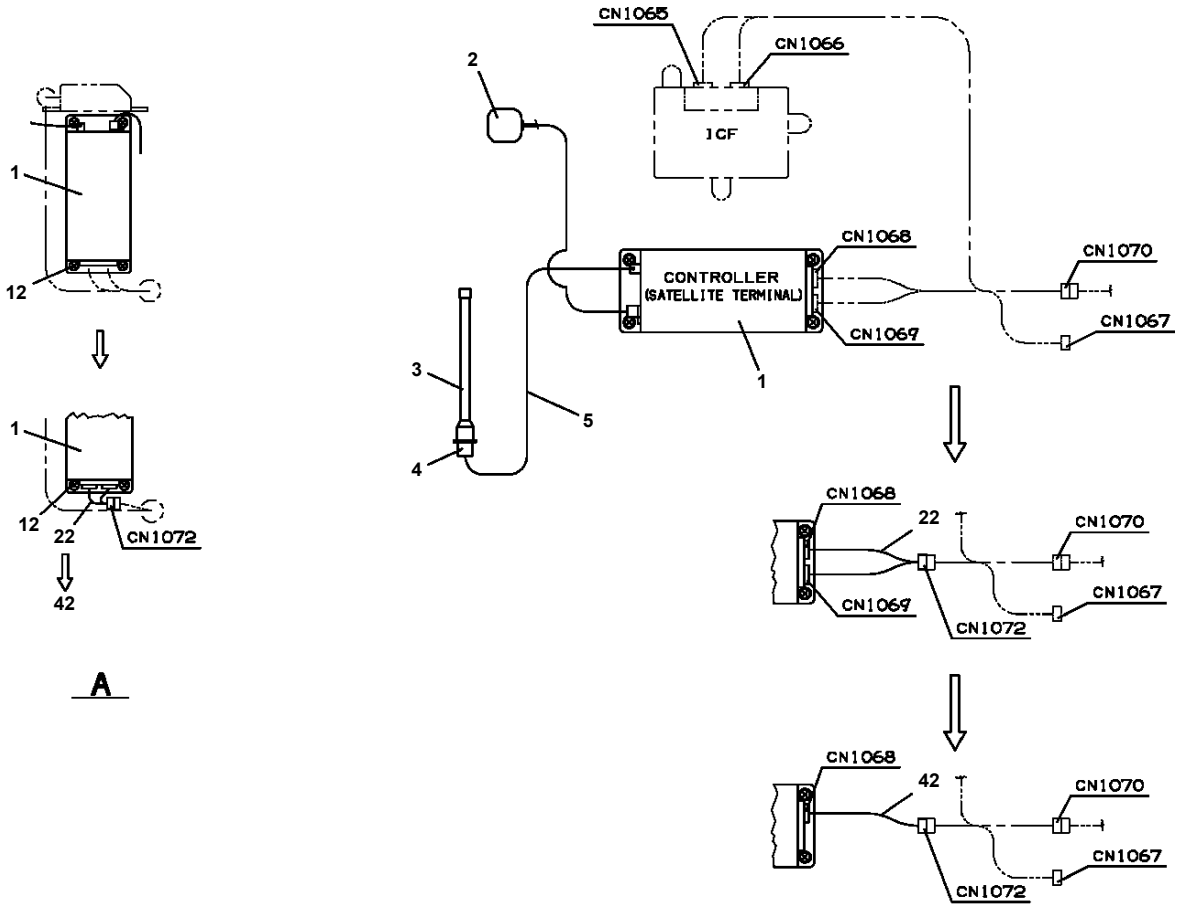 CN1065
CN1066
2
ICF
1
CN1068
CN1070
CONTROLLER
(SATELLITE TERMINAL)
12
CN1067
CN1069
3
1
5
1
4
CN1068
22
CN1070
12
22
CN1072
CN1067
CN1069
CN1072
42
A
CN1068
42
CN1070
CN1067
CN1072